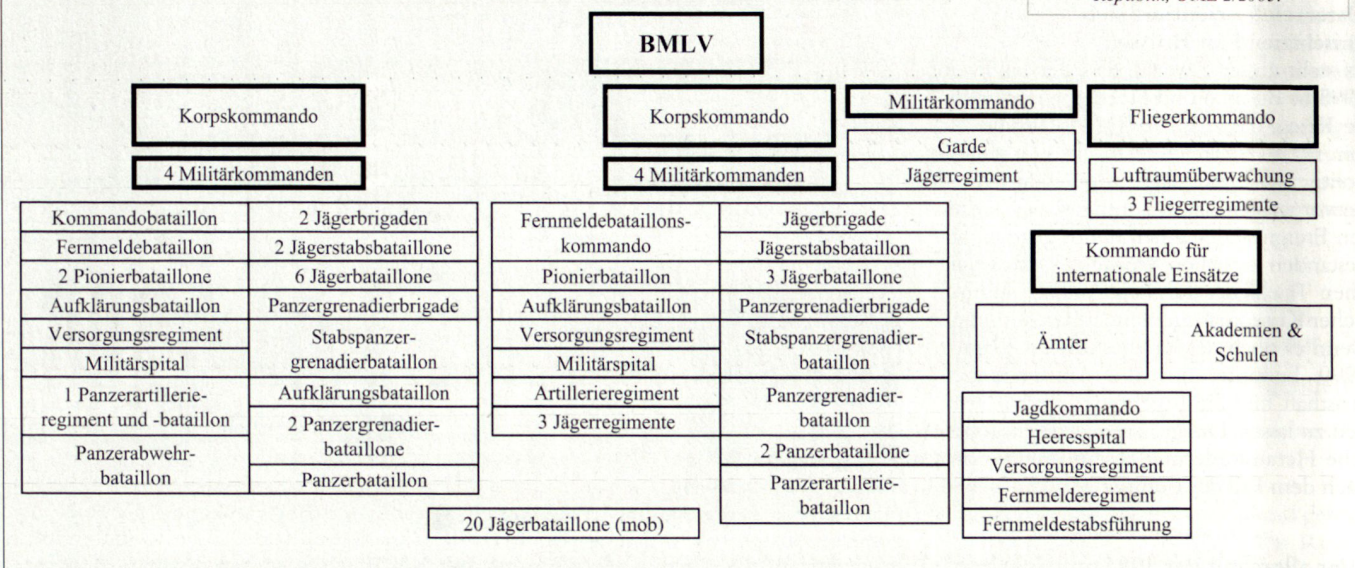 Republik, ÖMZ 2/2005.
BMLV
Korpskommando
4 Militärkommanden
Korpskommando
4 Militärkommanden
Militärkommando
Garde
Jägerregiment
Fliegerkommando
Luftraumüberwachung
3 Fliegerregimente
Kommandobataillon
Fernmeldebataillon
2 Pionierbataillone
Aufklärungsbataillon
Versorgungsregiment
Militärspital
1 Panzerartillerie-
regiment und -bataillon
Panzerabwehr-
bataillon
2 Jägerbrigaden
2 Jägerstabsbataillone
6 Jägerbataillone
Panzergrenadierbrigade
Stabspanzer-
grenadierbataillon
Aufklärungsbataillon
2 Panzergrenadier-
bataillone
Panzerbataillon
Fernmeldebataillons-
kommando
Pionierbataillon
Aufklärungsbataillon
Versorgungsregiment
Militärspital
Artillerieregiment
3 Jägerregimente
Jägerbrigade
Jägerstabsbataillon
3 Jägerbataillone
Panzergrenadierbrigade
Stabspanzergrenadier-
bataillon
Panzergrenadier-
bataillon
2 Panzerbataillone
Panzerartillerie-
bataillon
Kommando für
internationale Einsätze
Ämter
Akademien &
Schulen
Jagdkommando
Heeresspital
Versorgungsregiment
Fernmelderegiment
Fernmeldestabsführung
20 Jägerbataillone (mob)